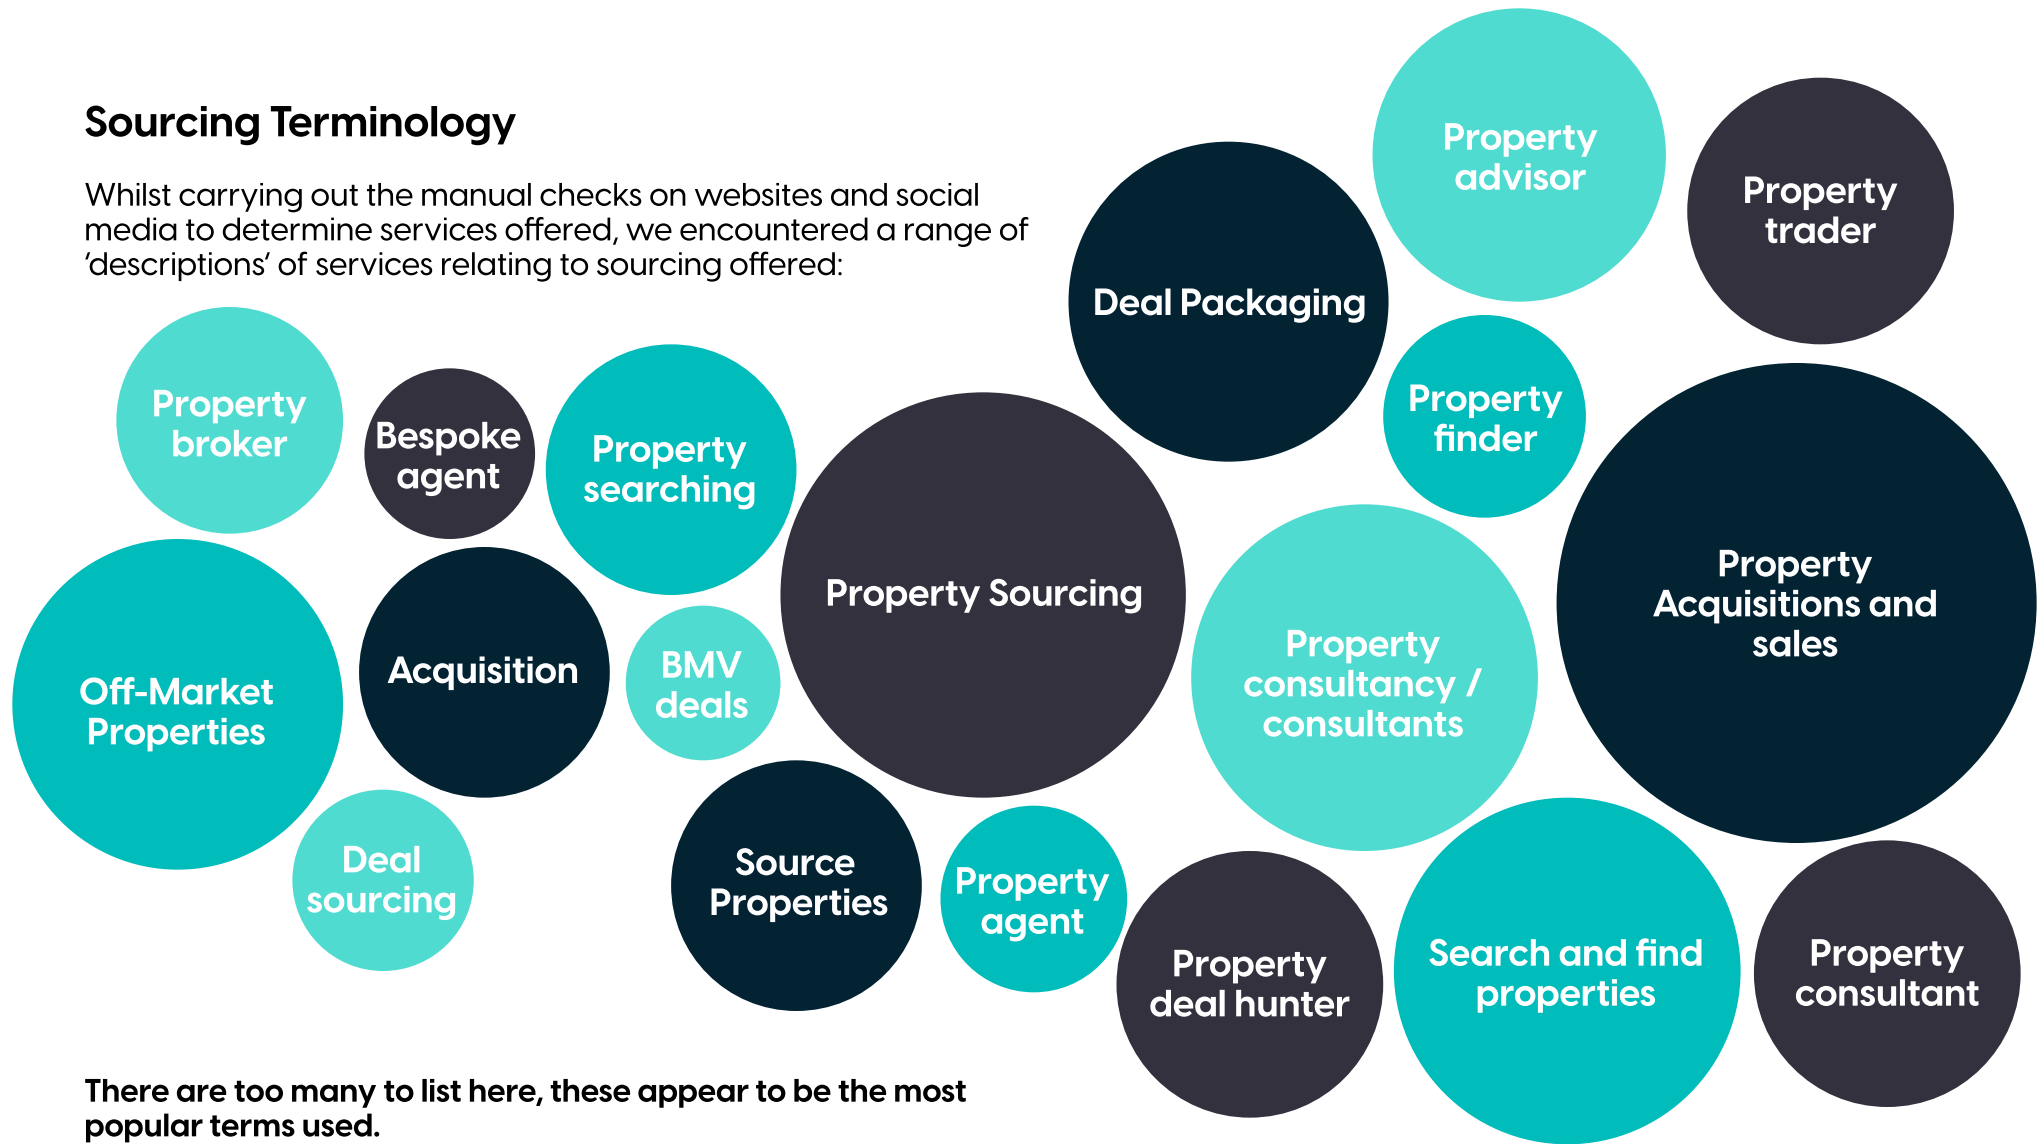 Sourcing Terminology
Whilst carrying out the manual checks on websites and social
media to determine services offered, we encountered a range of
‘descriptions’ of services relating to sourcing offered:
Property
broker
Bespoke
agent
Property
searching
Property Sourcing
Deal Packaging
Property
advisor
Property
trader
Property
finder
Property
Acquisitions and
sales
Property
consultancy /
consultants
Off-Market
Properties
Acquisition
BMV
deals
Deal
sourcing
Source
Properties
Property
agent
Property
deal hunter
Search and find
properties
Property
consultant
There are too many to list here, these appear to be the most
popular terms used.